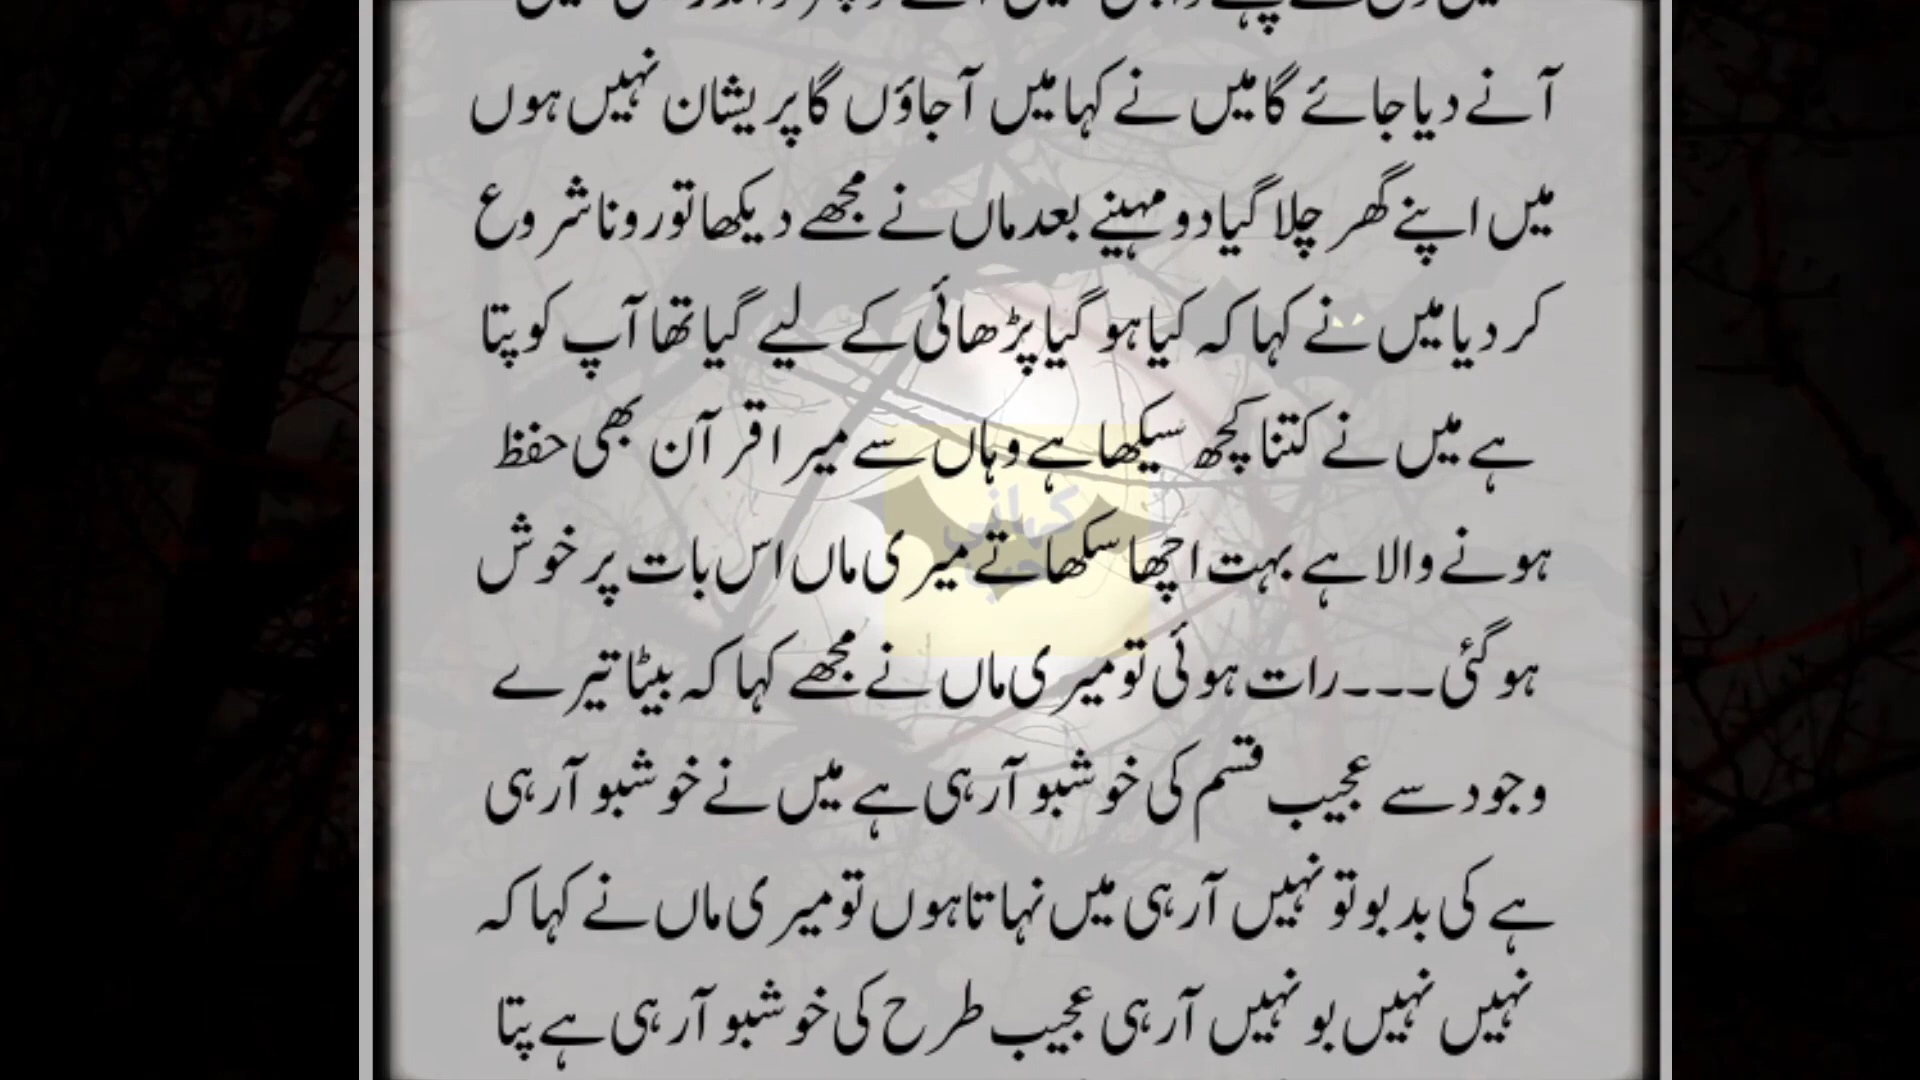 آنے دیا جائے گا میں نے کہا میں آ جاؤں گا پریشان نہیں ہوں
میں اپنے گھر چلا گیا دو مہینے بعد ماں نے مجھے دیکھا تو رونا شروع
کر دیا میں نے کہا کہ کیا ہو گیا پڑھائی کے لیے گیا تھا آپ کو پتا
ہے میں نے کتنا کچھ سیکھا ہے وہاں سے میرا قرآن بھی حفظ
ہونے والا ہے بہت اچھا سکھاتے میری ماں اس بات پر خوش
ہو گئی ۔۔۔ رات ہوئی تو میری ماں نے مجھے کہا کہ بیٹا تیرے
وجود سے عجیب قسم کی خوشبو آ رہی ہے میں نے خوشبو آ رہی
ہے کی بدبو تو نہیں آ رہی میں نہاتا ہوں تو میری ماں نے کہا کہ
نہیں نہیں بو نہیں آ رہی عجیب طرح کی خوشبو آ رہی ہے پتا
کہانی